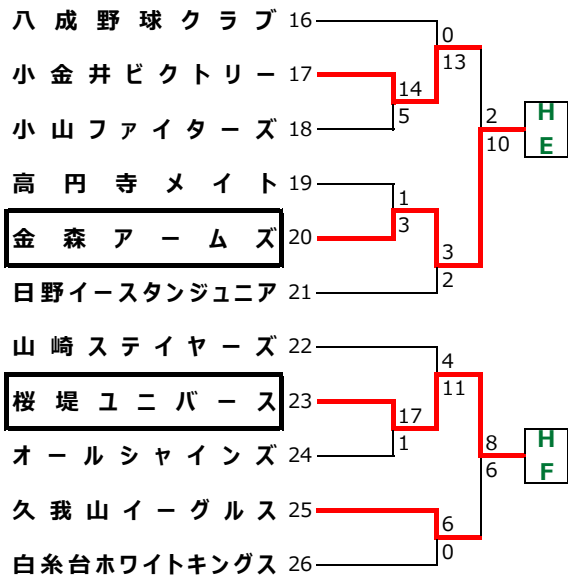 八成野球クラブ 16
0
小金井ビクトリー 17
13
14
5
小山ファイターズ 18
2
H
10
E
高円寺メイト 19
1
3
金森アームズ 20
3
2
日野イースタンジュニア 21
山崎ステイヤーズ 22
4
11
桜堤ユニバース 23
17
1
オールシャインズ 24
8
H
6
F
久我山イーグルス 25
6
0
白糸台ホワイトキングス 26